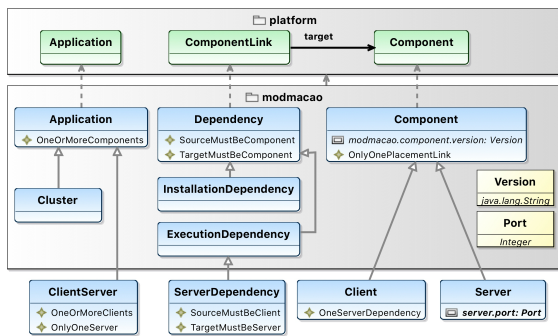 platform
Application
ComponentLink
target
Component
modmacao
Application
OneOrMoreComponents
Dependency
SourceMustBeComponent
TargetMustBeComponent
Component
modmacao.component.version: Version
OnlyOnePlacementLink
Cluster
InstallationDependency
ExecutionDependency
Version
java.lang.String
Port
Integer
ClientServer
OneOrMoreClients
OnlyOneServer
ServerDependency
SourceMustBeClient
TargetMustBeServer
Client
OneServerDependency
Server
server.port: Port